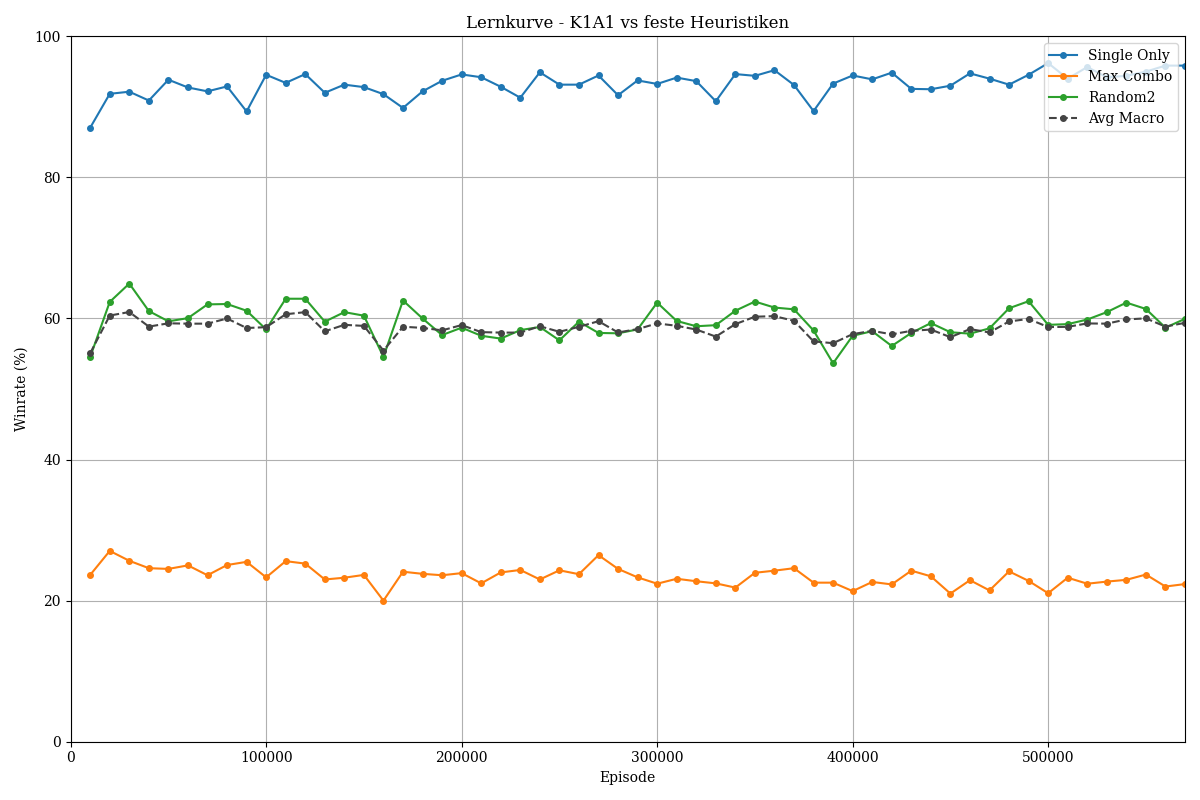 Lernkurve - K1A1 vs feste Heuristiken
Single Only
Max Combo
Random2
Avg Macro
Winrate (%)
100
80
60
40
20
0
0 100000 200000 300000 400000 500000
Episode